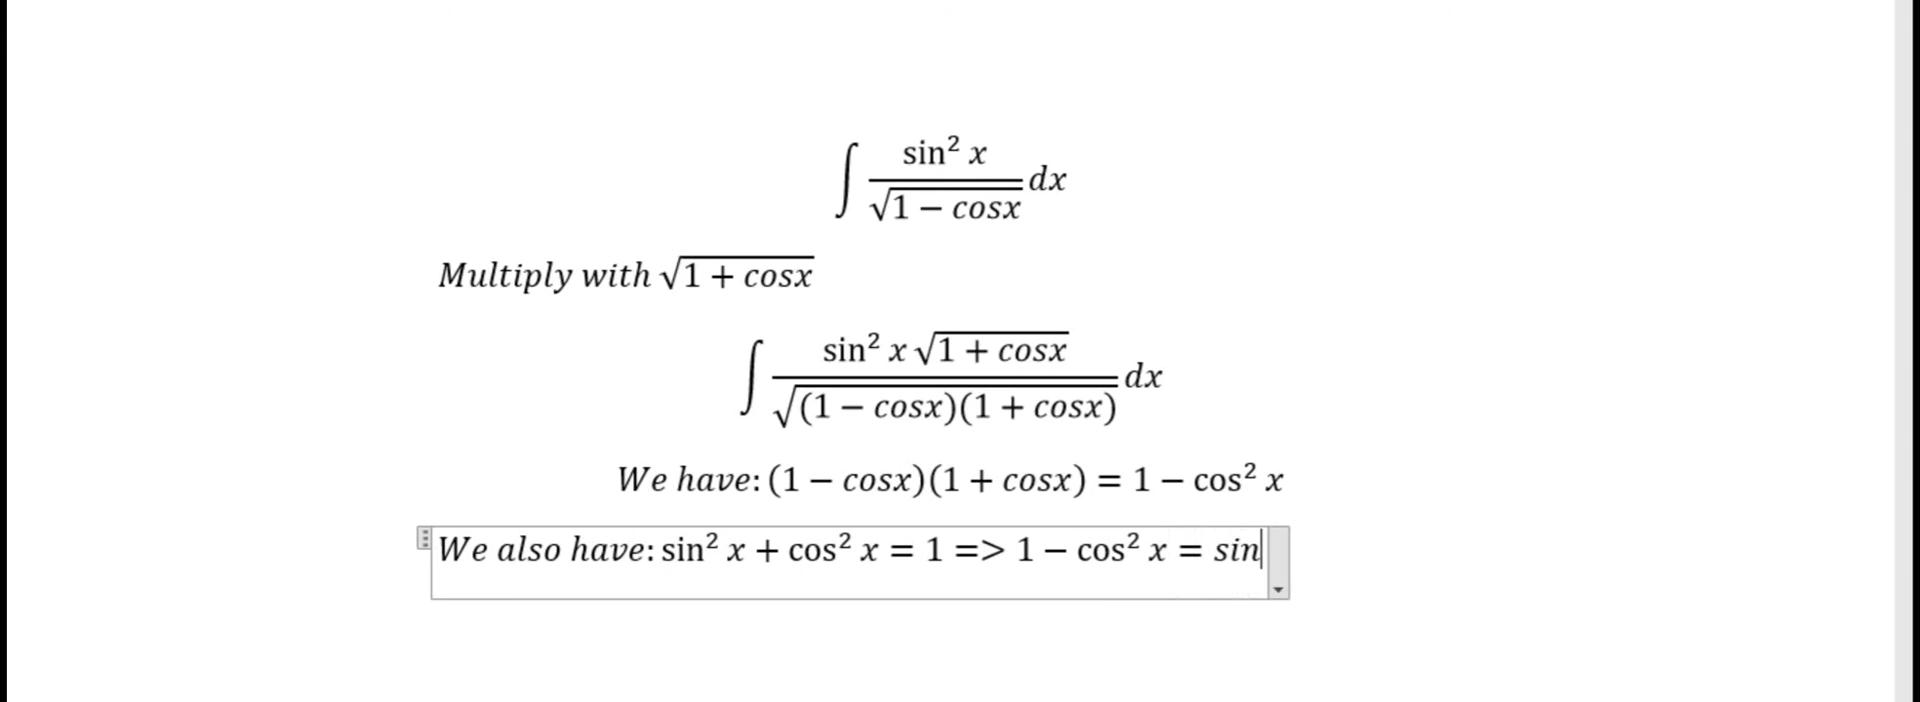 ∫ sin² x / √(1 − cosx) dx
Multiply with √(1 + cosx)
∫ sin² x √(1 + cosx) / √((1 − cosx)(1 + cosx)) dx
We have: (1 − cosx)(1 + cosx) = 1 − cos² x
We also have: sin² x + cos² x = 1 => 1 − cos² x = sin